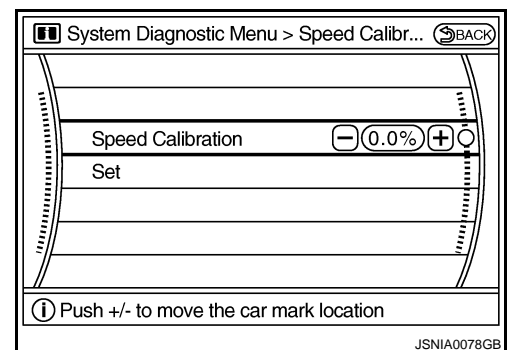 System Diagnostic Menu > Speed Calibr... BACK
Speed Calibration − 0.0% +
Set
i Push +/- to move the car mark location
JSNIA0078GB